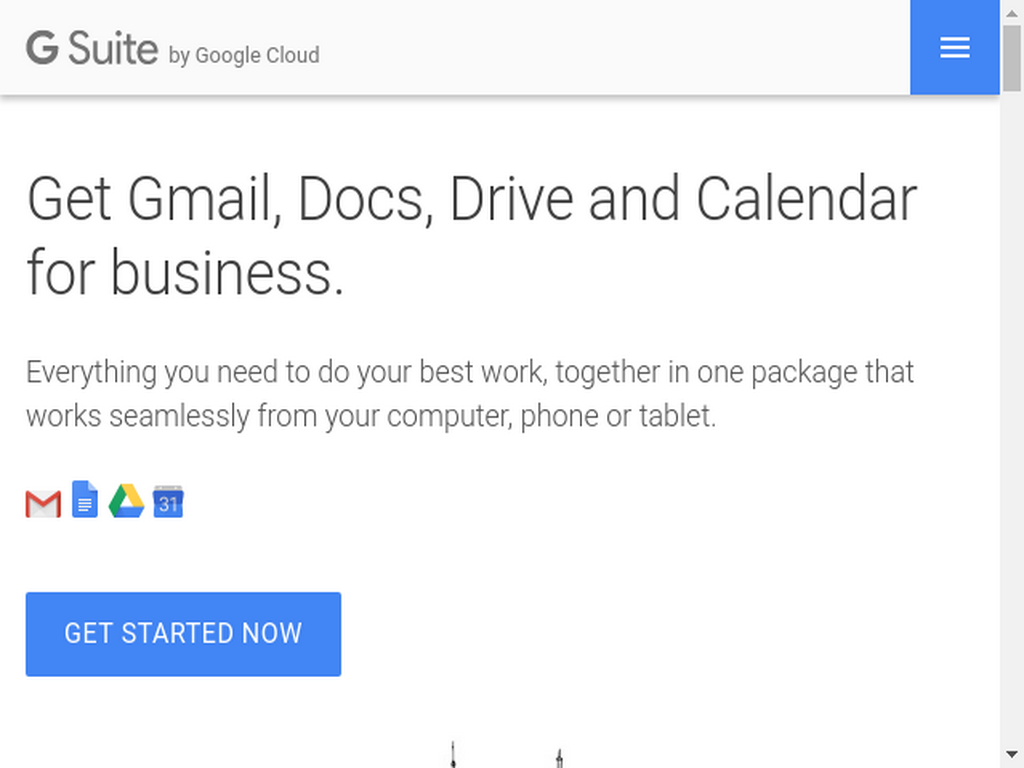 G Suite by Google Cloud
Get Gmail, Docs, Drive and Calendar
for business.
Everything you need to do your best work, together in one package that
works seamlessly from your computer, phone or tablet.
31
GET STARTED NOW